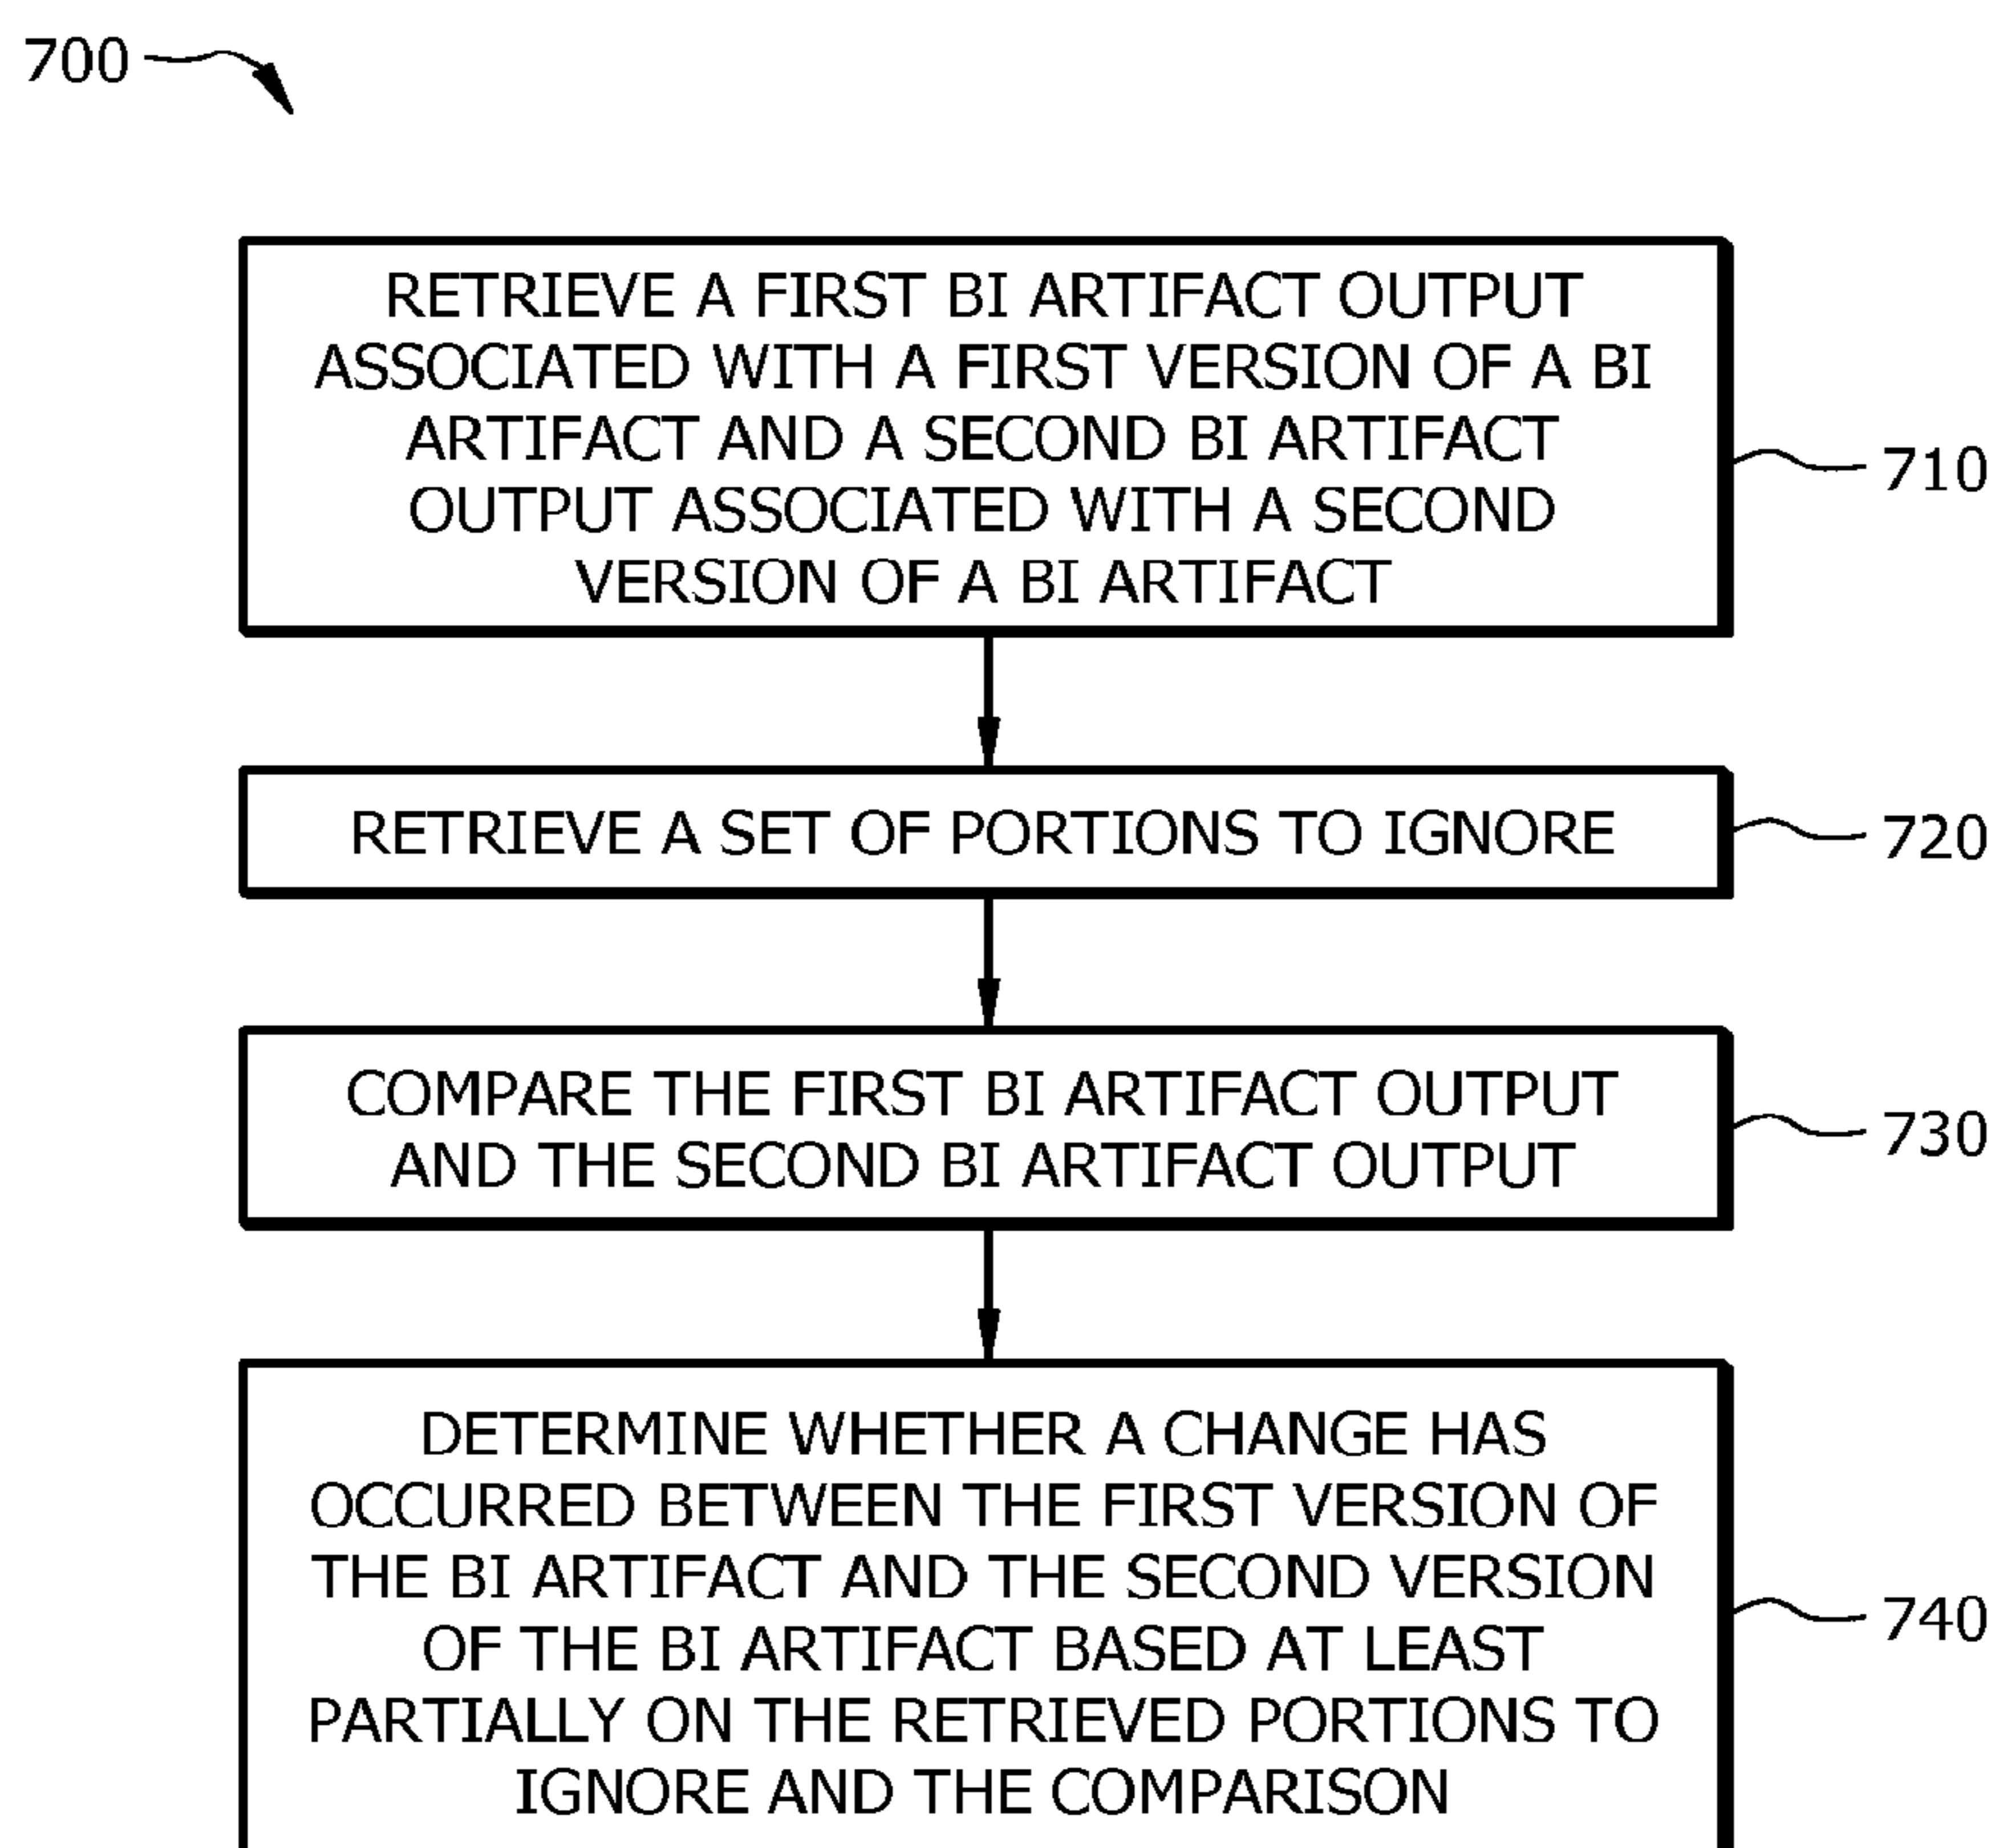 700
RETRIEVE A FIRST BI ARTIFACT OUTPUT
ASSOCIATED WITH A FIRST VERSION OF A BI
ARTIFACT AND A SECOND BI ARTIFACT
OUTPUT ASSOCIATED WITH A SECOND
VERSION OF A BI ARTIFACT
710
RETRIEVE A SET OF PORTIONS TO IGNORE
720
COMPARE THE FIRST BI ARTIFACT OUTPUT
AND THE SECOND BI ARTIFACT OUTPUT
730
DETERMINE WHETHER A CHANGE HAS
OCCURRED BETWEEN THE FIRST VERSION OF
THE BI ARTIFACT AND THE SECOND VERSION
OF THE BI ARTIFACT BASED AT LEAST
PARTIALLY ON THE RETRIEVED PORTIONS TO
IGNORE AND THE COMPARISON
740